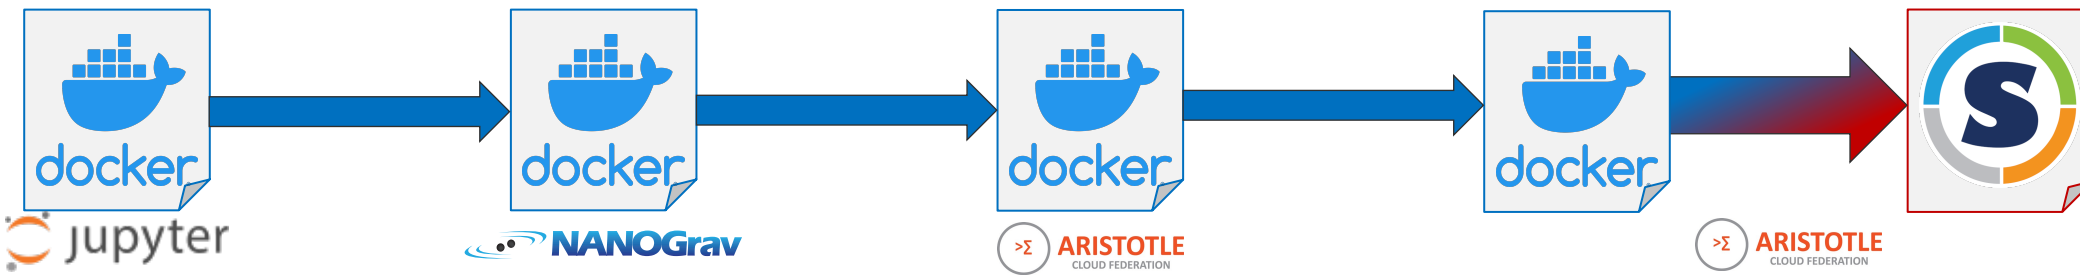 docker
docker
docker
docker
S
jupyter
NANOGrav
>Σ ARISTOTLE
CLOUD FEDERATION
>Σ ARISTOTLE
CLOUD FEDERATION